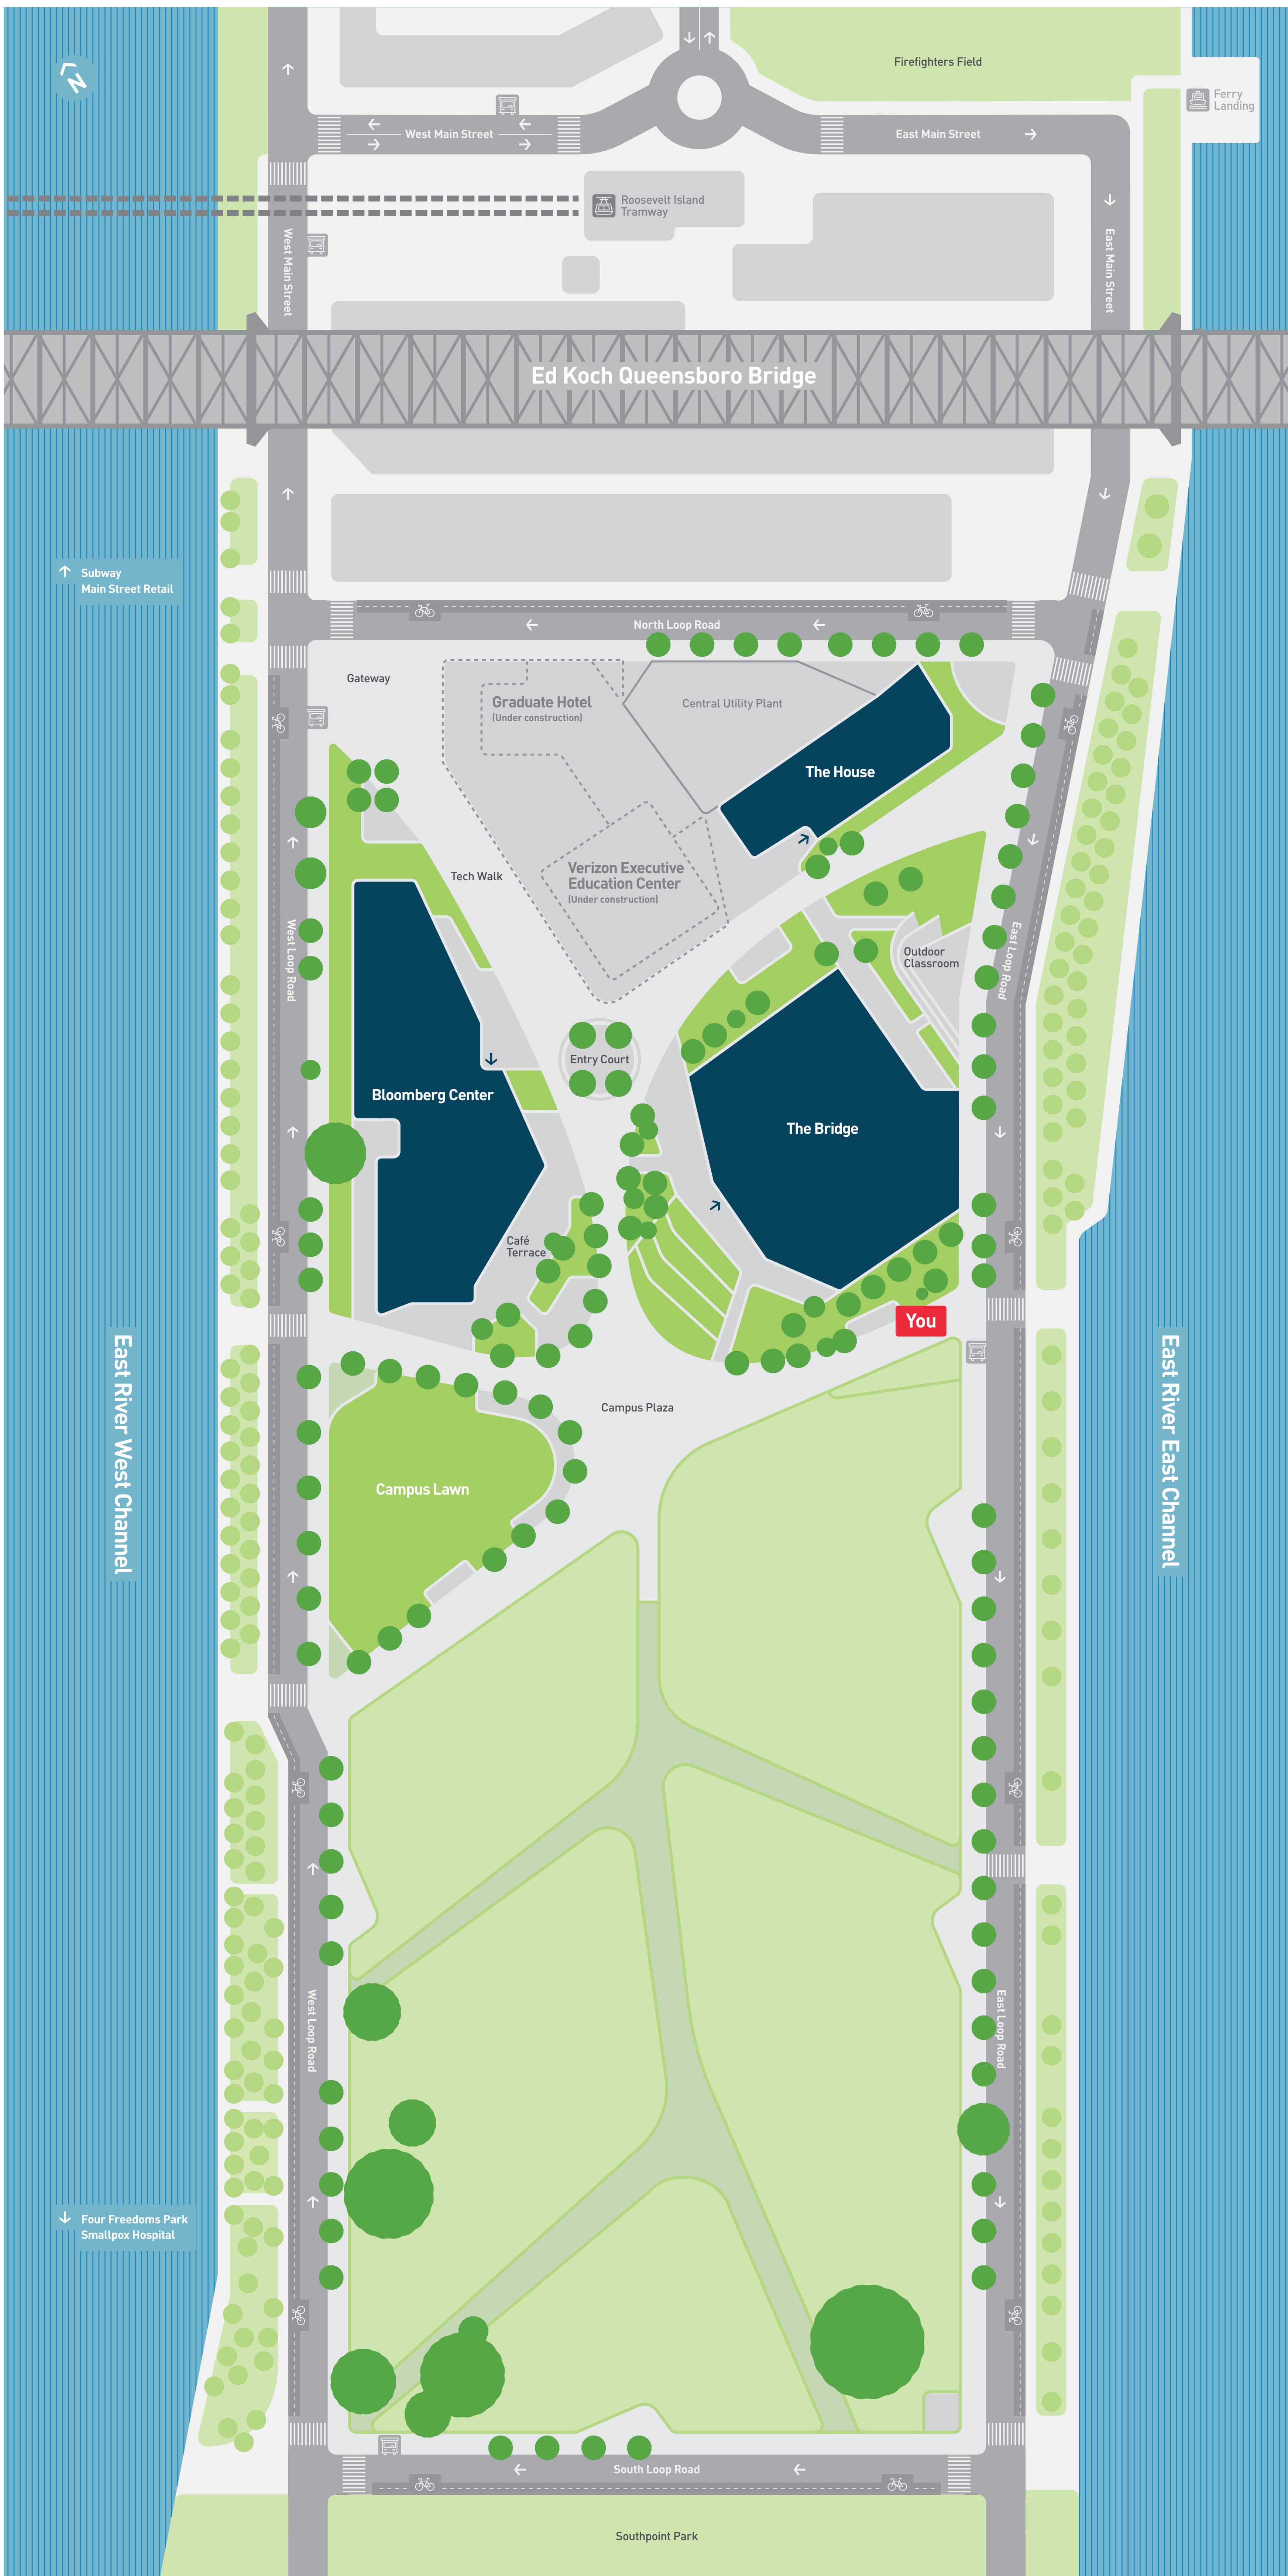 Firefighters Field
N
Ferry
Landing
West Main Street
East Main Street
Roosevelt Island
Tramway
West Main Street
East Main Street
Ed Koch Queensboro Bridge
Subway
Main Street Retail
North Loop Road
Gateway
Graduate Hotel
(Under construction)
Central Utility Plant
The House
Verizon Executive
Education Center
(Under construction)
Tech Walk
West Loop Road
East Loop Road
Outdoor
Classroom
Entry Court
Bloomberg Center
The Bridge
Café
Terrace
You
East River West Channel
East River East Channel
Campus Plaza
Campus Lawn
West Loop Road
East Loop Road
Four Freedoms Park
Smallpox Hospital
South Loop Road
Southpoint Park